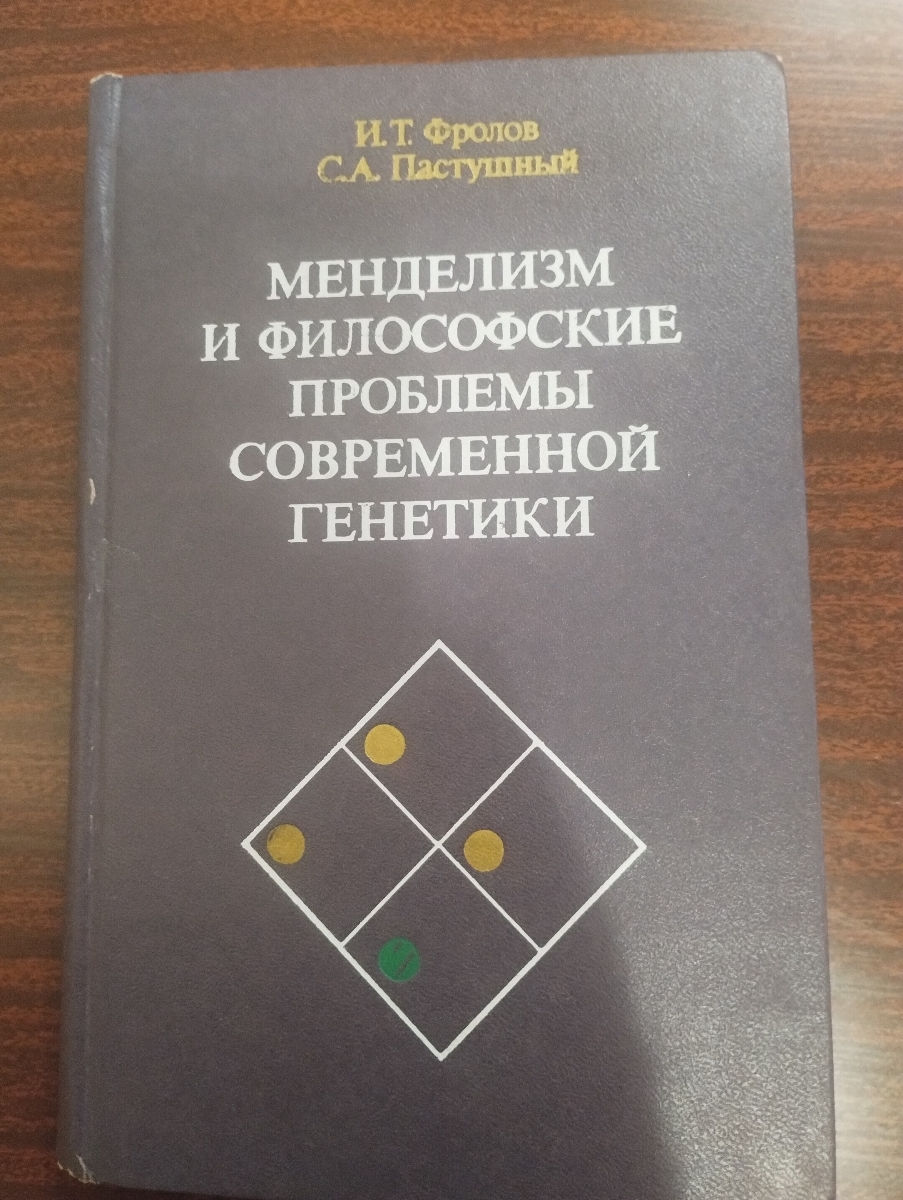 И.Т. Фролов
С.А. Пастушный
МЕНДЕЛИЗМ
И ФИЛОСОФСКИЕ
ПРОБЛЕМЫ
СОВРЕМЕННОЙ
ГЕНЕТИКИ